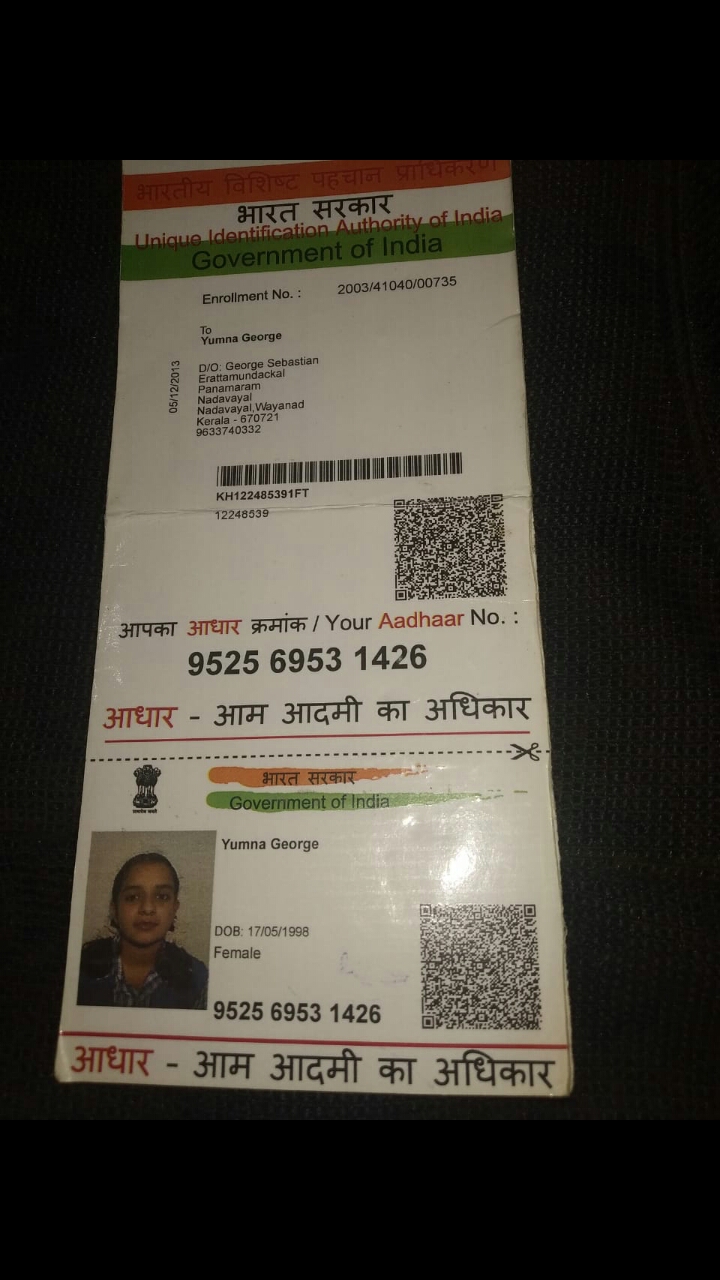 भारतीय विशिष्ट पहचान प्राधिकरण
भारत सरकार
Unique Identification Authority of India
Government of India
Enrollment No. : 2003/41040/00735
To
Yumna George
D/O: George Sebastian
Erattamundackal
Panamaram
Nadavayal
Nadavayal,Wayanad
Kerala - 670721
9633740332
05/12/2013
KH122485391FT
12248539
आपका आधार क्रमांक / Your Aadhaar No. :
9525 6953 1426
आधार - आम आदमी का अधिकार
भारत सरकार
Government of India
Yumna George
DOB: 17/05/1998
Female
9525 6953 1426
आधार - आम आदमी का अधिकार